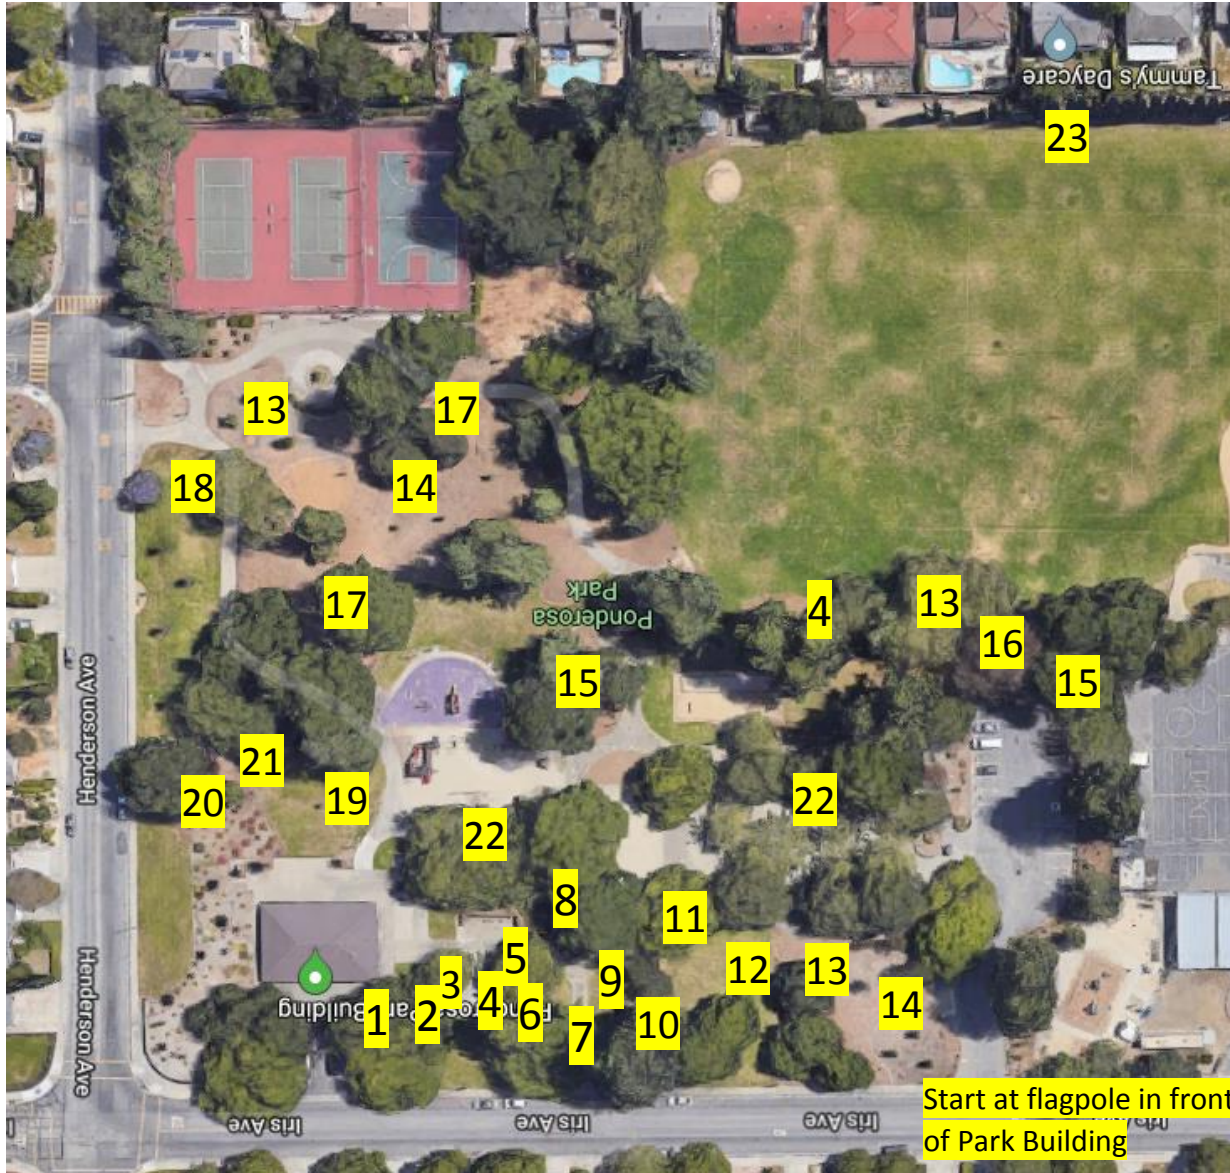 Tammy's Daycare
23
13
17
18
14
17
Ponderosa
Park
4
13
16
15
15
Henderson Ave
21
20
19
22
22
8
11
5
12
13
3
9
14
4
2
6
1
10
7
Ponderosa Park Building
Henderson Ave
Iris Ave
Iris Ave
Iris Ave
Start at flagpole in front
of Park Building